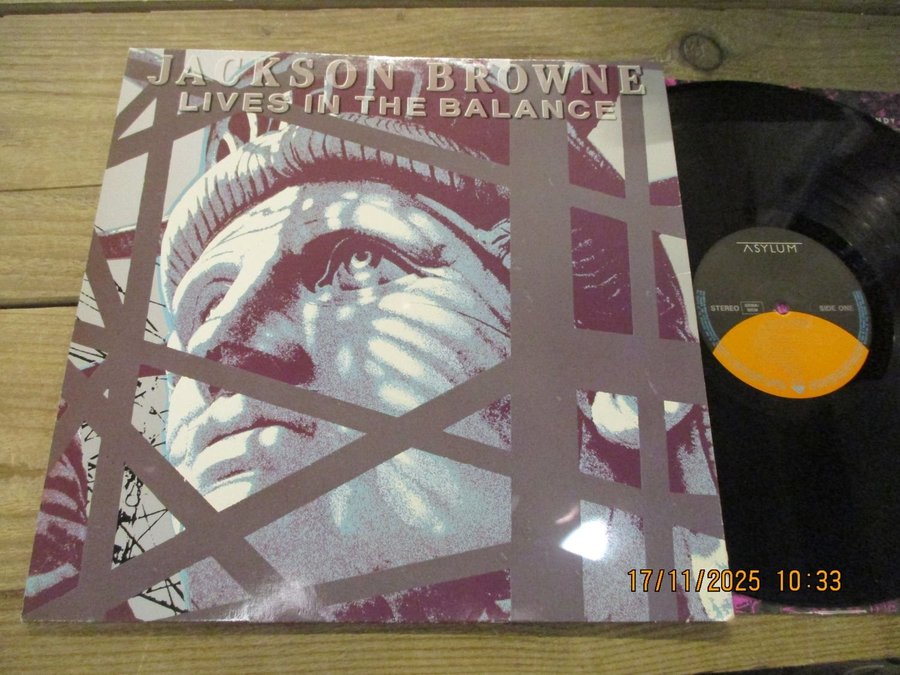 JACKSON BROWNE
LIVES IN THE BALANCE
ASYLUM
STEREO
SIDE ONE
17/11/2025 10:33